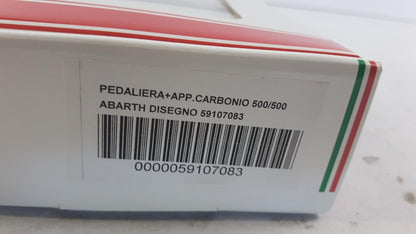 PEDALIERA+APP.CARBONIO 500/500
ABARTH DISEGNO 59107083
0000059107083